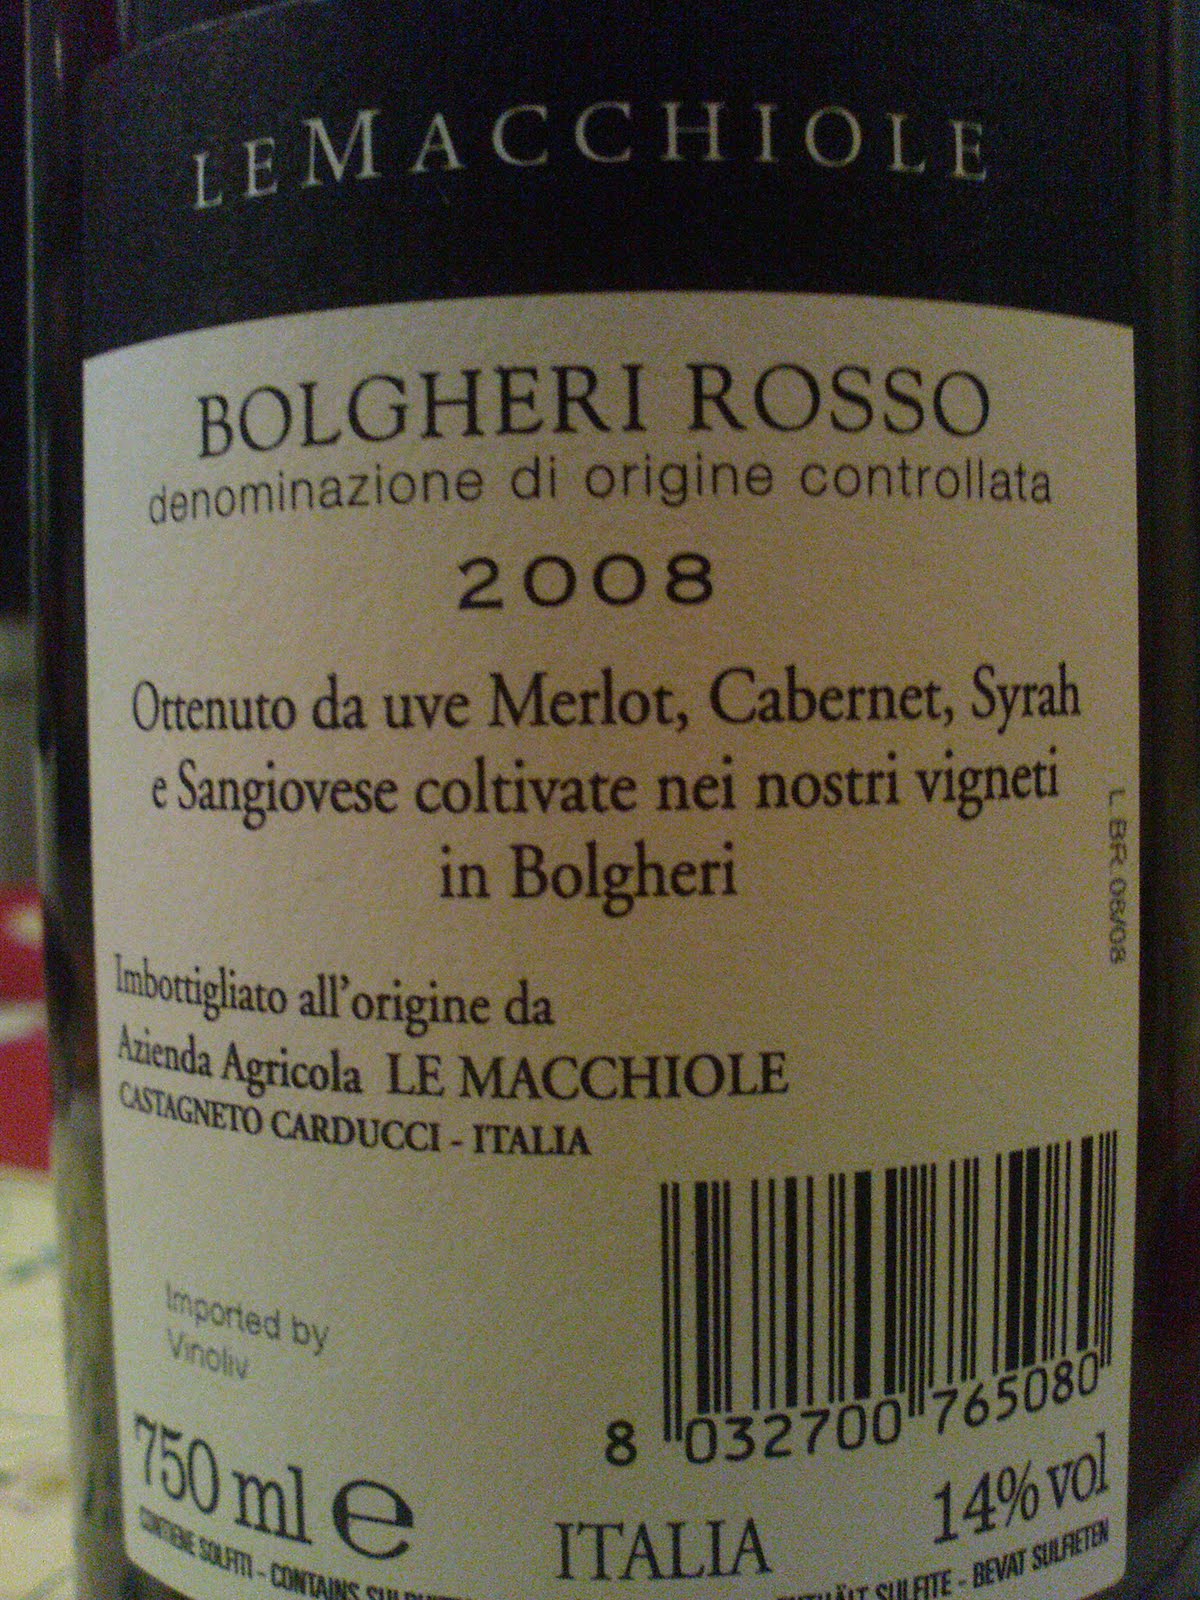 LE MACCHIOLE
BOLGHERI ROSSO
denominazione di origine controllata
2008
Ottenuto da uve Merlot, Cabernet, Syrah
e Sangiovese coltivate nei nostri vigneti
in Bolgheri
L BR. 08/08
Imbottigliato all'origine da
Azienda Agricola LE MACCHIOLE
CASTAGNETO CARDUCCI - ITALIA
Imported by
Vinoliv
8 032700 765080
750 ml e
ITALIA
14% vol
CONTIENE SOLFITI - CONTAINS SULFITE - BEVAT SULFIETEN